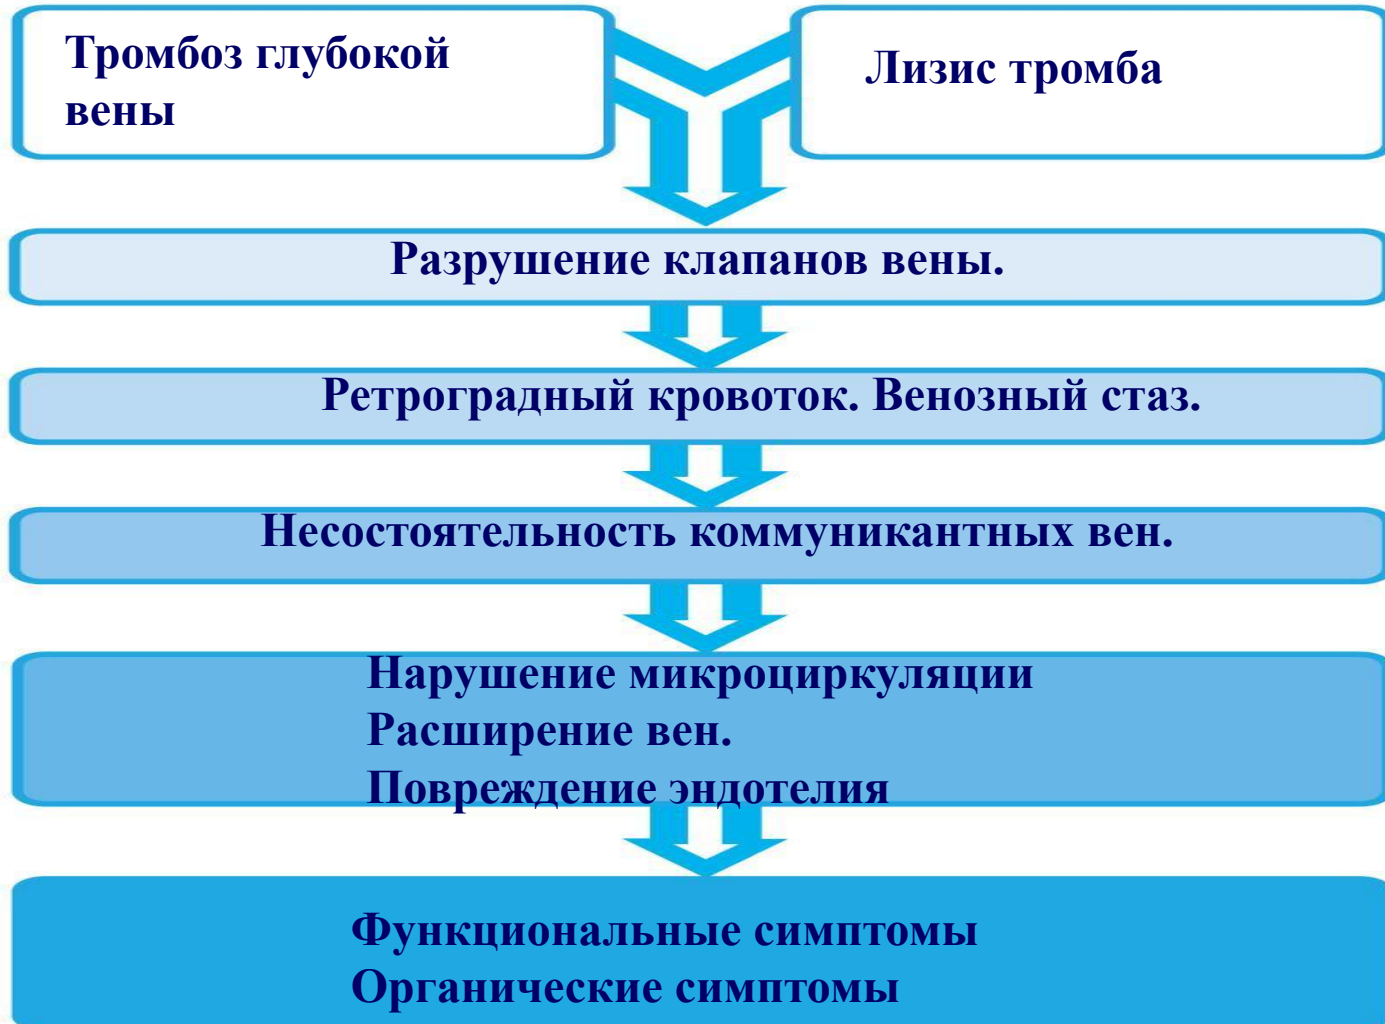 Тромбоз глубокой
вены
Лизис тромба
Разрушение клапанов вены.
Ретроградный кровоток. Венозный стаз.
Несостоятельность коммуникантных вен.
Нарушение микроциркуляции
Расширение вен.
Повреждение эндотелия
Функциональные симптомы
Органические симптомы